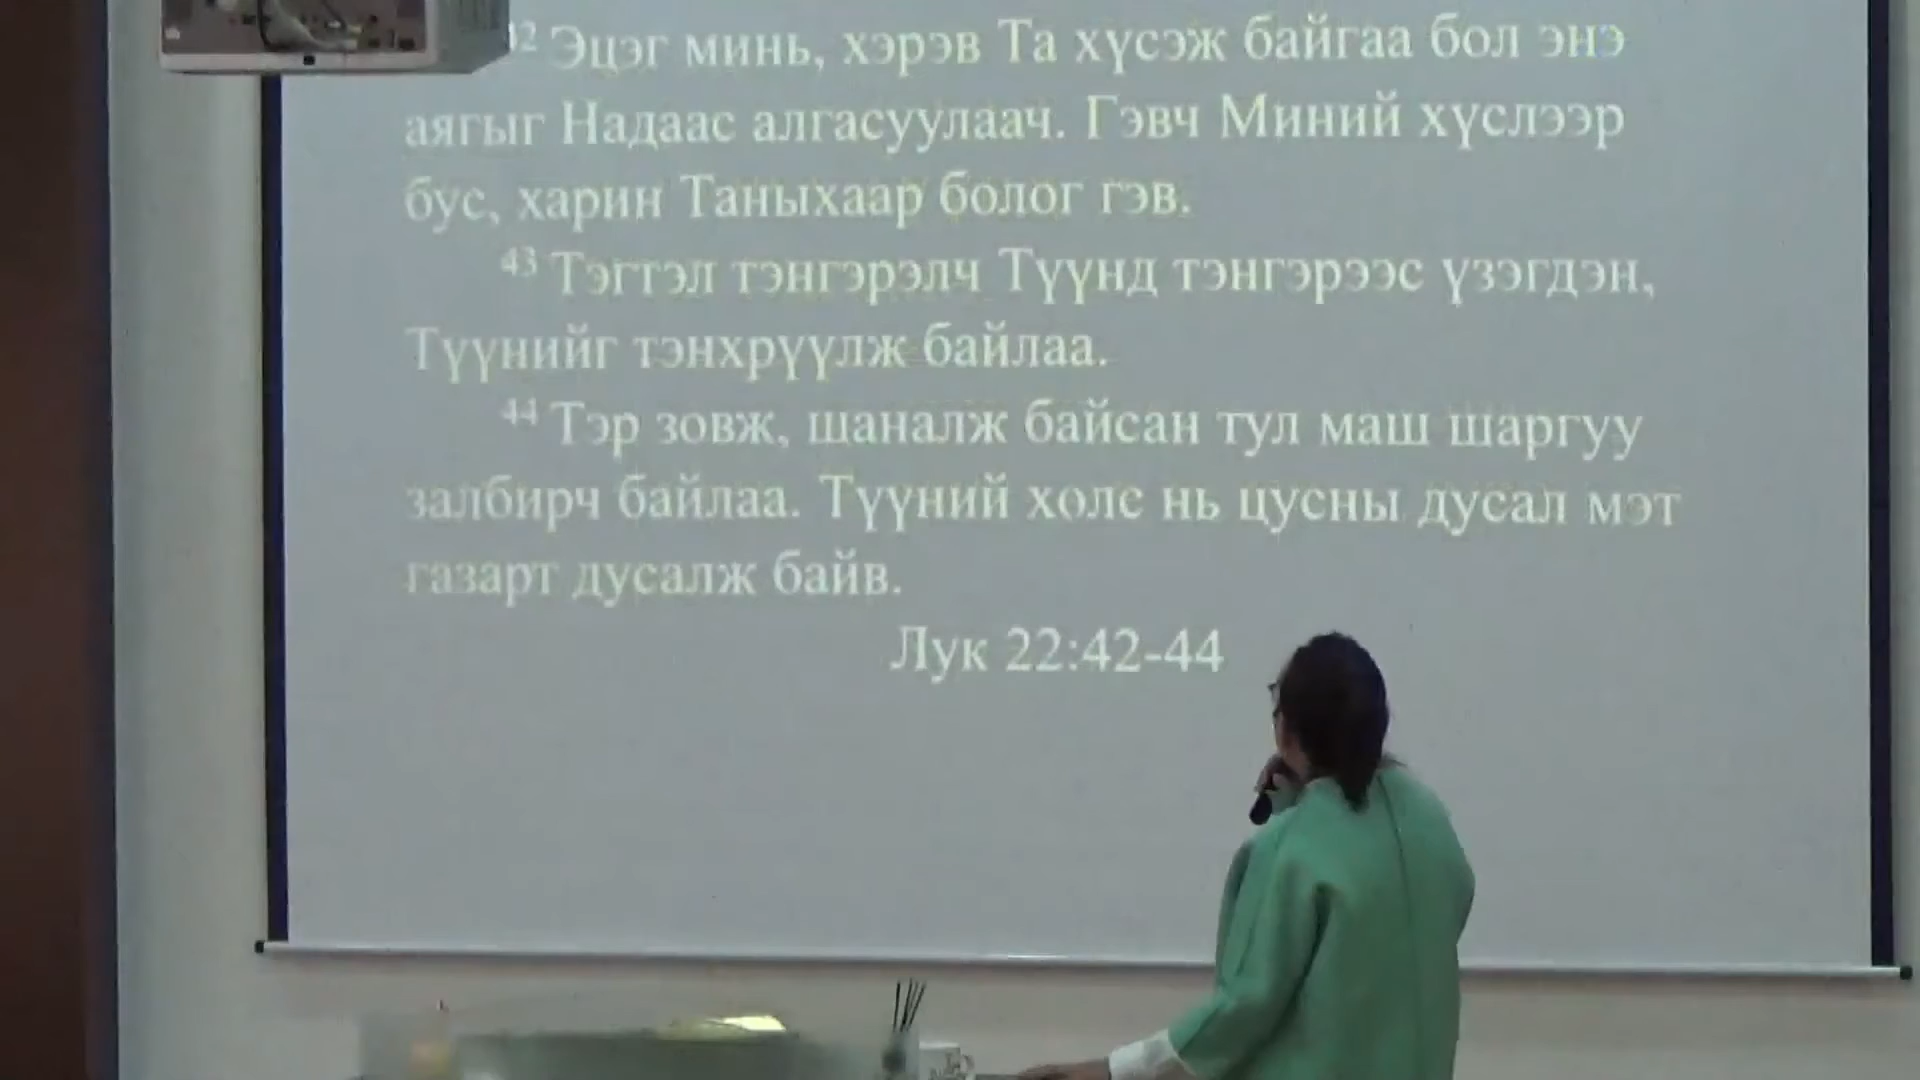 42 Эцэг минь, хэрэв Та хүсэж байгаа бол энэ
аягыг Надаас алгасуулаач. Гэвч Миний хүслээр
бус, харин Таныхаар болог гэв.
43 Тэгтэл тэнгэрэлч Түүнд тэнгэрээс үзэгдэн,
Түүнийг тэнхрүүлж байлаа.
44 Тэр зовж, шаналж байсан тул маш шаргуу
залбирч байлаа. Түүний хөлс нь цусны дусал мэт
газарт дусалж байв.
Лук 22:42-44